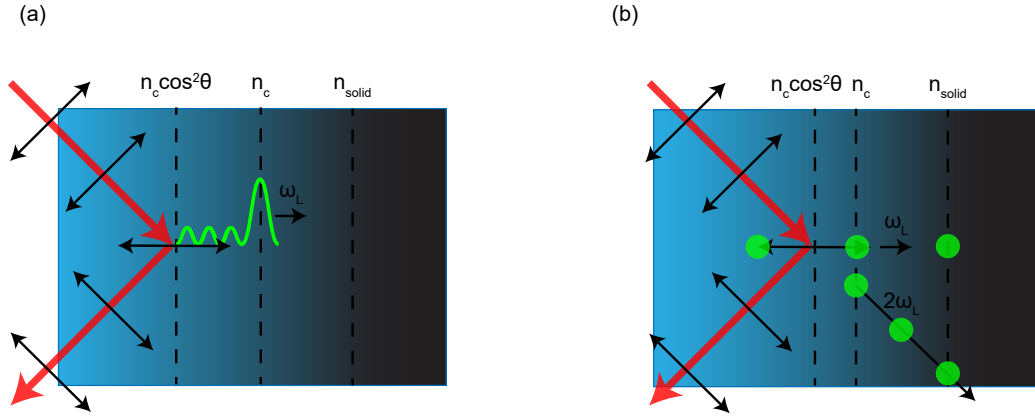 (a)
n_c cos²θ
n_c
n_solid
ω_L
(b)
n_c cos²θ
n_c
n_solid
ω_L
2ω_L